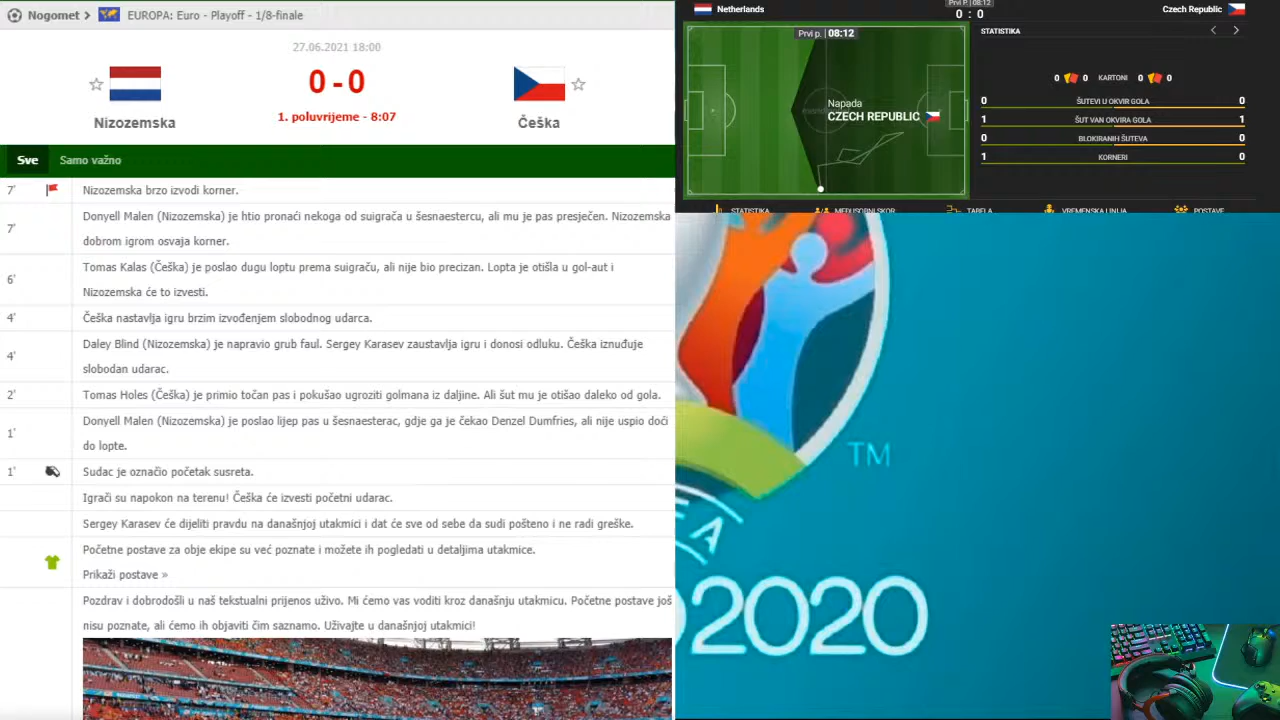 Nogomet
EUROPA: Euro - Playoff - 1/8-finale
27.06.2021 18:00
0 - 0
1. poluvrijeme - 8:07
Nizozemska
Češka
Sve
Samo važno
7'
Nizozemska brzo izvodi korner.
7'
Donyell Malen (Nizozemska) je htio pronaći nekoga od suigrača u šesnaestercu, ali mu je pas presječen. Nizozemska
dobrom igrom osvaja korner.
6'
Tomas Kalas (Češka) je poslao dugu loptu prema suigraču, ali nije bio precizan. Lopta je otišla u gol-aut i
Nizozemska će to izvesti.
4'
Češka nastavlja igru brzim izvođenjem slobodnog udarca.
4'
Daley Blind (Nizozemska) je napravio grub faul. Sergey Karasev zaustavlja igru i donosi odluku. Češka iznuđuje
slobodan udarac.
2'
Tomas Holes (Češka) je primio točan pas i pokušao ugroziti golmana iz daljine. Ali šut mu je otišao daleko od gola.
1'
Donyell Malen (Nizozemska) je poslao lijep pas u šesnaesterac, gdje ga je čekao Denzel Dumfries, ali nije uspio doći
do lopte.
1'
Sudac je označio početak susreta.
Igrači su napokon na terenu! Češka će izvesti početni udarac.
Sergey Karasev će dijeliti pravdu na današnjoj utakmici i dat će sve od sebe da sudi pošteno i ne radi greške.
Početne postave za obje ekipe su već poznate i možete ih pogledati u detaljima utakmice.
Prikaži postave »
Pozdrav i dobrodošli u naš tekstualni prijenos uživo. Mi ćemo vas voditi kroz današnju utakmicu. Početne postave još
nisu poznate, ali ćemo ih objaviti čim saznamo. Uživajte u današnjoj utakmici!
Netherlands
Prvi P. | 08:12
0 : 0
Czech Republic
Prvi p. | 08:12
Napada
CZECH REPUBLIC
STATISTIKA
0 0 KARTONI 0 0
0 ŠUTEVI U OKVIR GOLA 0
1 ŠUT VAN OKVIRA GOLA 1
0 BLOKIRANIH ŠUTEVA 0
1 KORNERI 0
STATISTIKA
MEĐUSOBNI SKOR
TABELA
VREMENSKA LINIJA
POSTAVE
TM
FA
2020